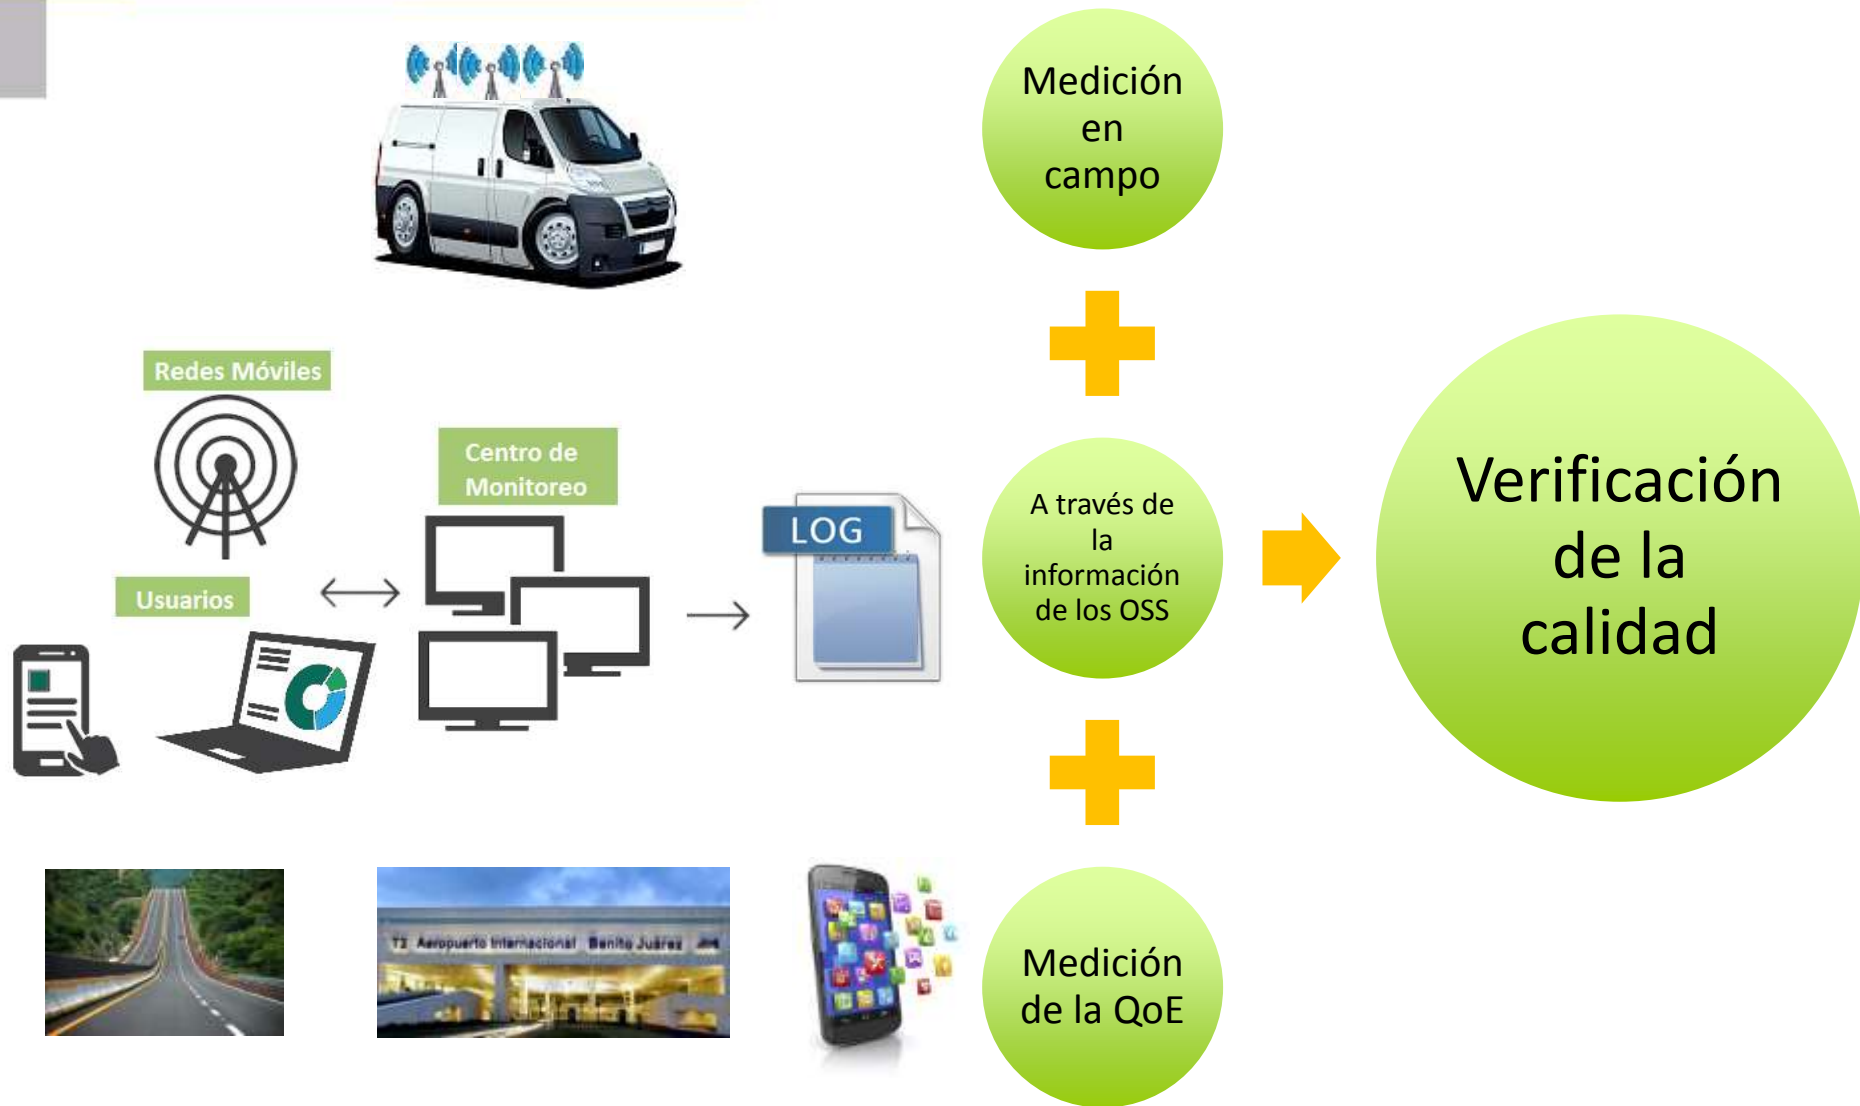 Medición
en
campo
Redes Móviles
Centro de
Monitoreo
Usuarios
LOG
A través de
la
información
de los OSS
Verificación
de la
calidad
T2 Aeropuerto Internacional Benito Juárez
Medición
de la QoE